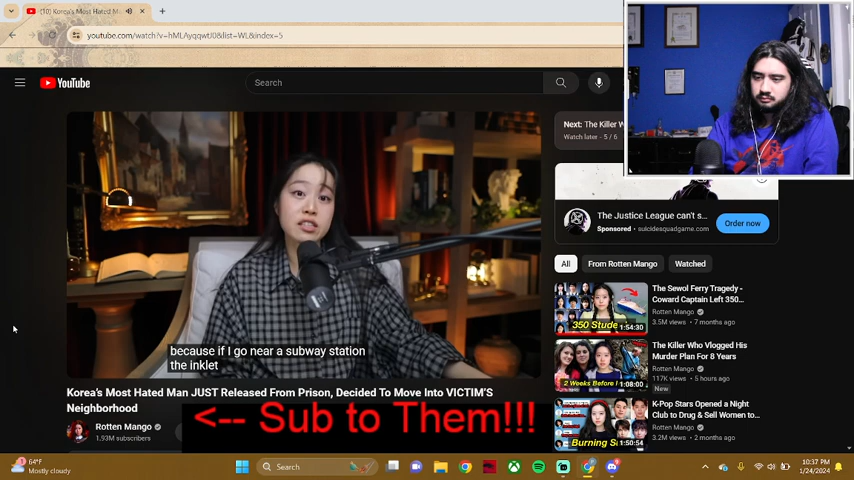 (10) Korea's Most Hated M
youtube.com/watch?v=hMLAyqqwtJ0&list=WL&index=5
YouTube
Search
because if I go near a subway station
the inklet
Korea's Most Hated Man JUST Released From Prison, Decided To Move Into VICTIM'S
Neighborhood
<-- Sub to Them!!!
Rotten Mango
1.93M subscribers
Next: The Killer W
Watch later - 5 / 6
The Justice League can't s...
Sponsored • suicidesquadgame.com
Order now
All
From Rotten Mango
Watched
The Sewol Ferry Tragedy -
Coward Captain Left 350...
Rotten Mango
3.5M views • 7 months ago
350 Stude
1:54:30
The Killer Who Vlogged His
Murder Plan For 8 Years
Rotten Mango
117K views • 5 hours ago
New
2 Weeks Before
1:08:00
K-Pop Stars Opened a Night
Club to Drug & Sell Women to...
Rotten Mango
3.2M views • 2 months ago
Burning S
1:50:54
64°F
Mostly cloudy
Search
10:37 PM
1/24/2024